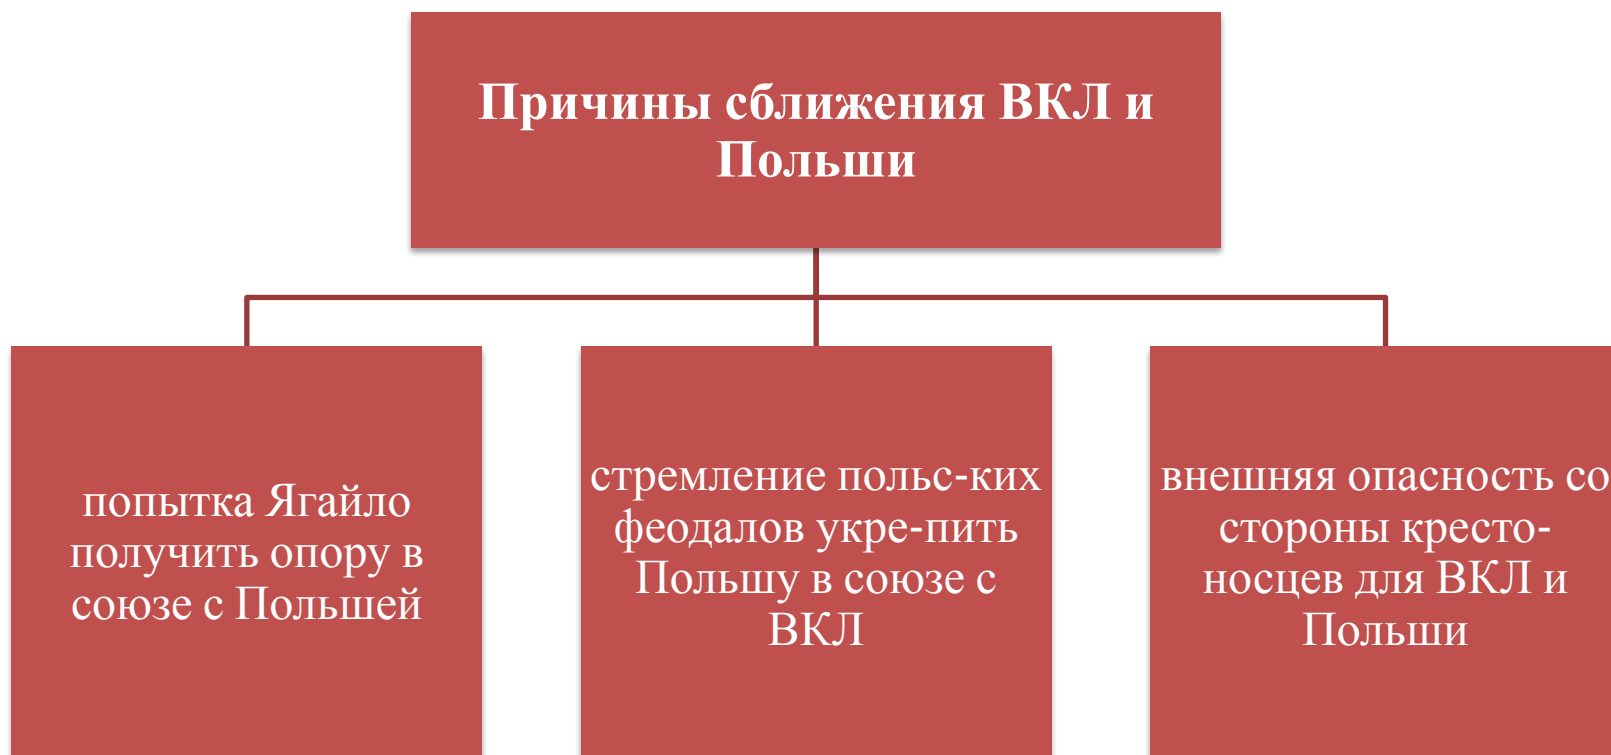 Причины сближения ВКЛ и
Польши
попытка Ягайло
получить опору в
союзе с Польшей
стремление польс-ких
феодалов укре-пить
Польшу в союзе с
ВКЛ
внешняя опасность со
стороны кресто-
носцев для ВКЛ и
Польши